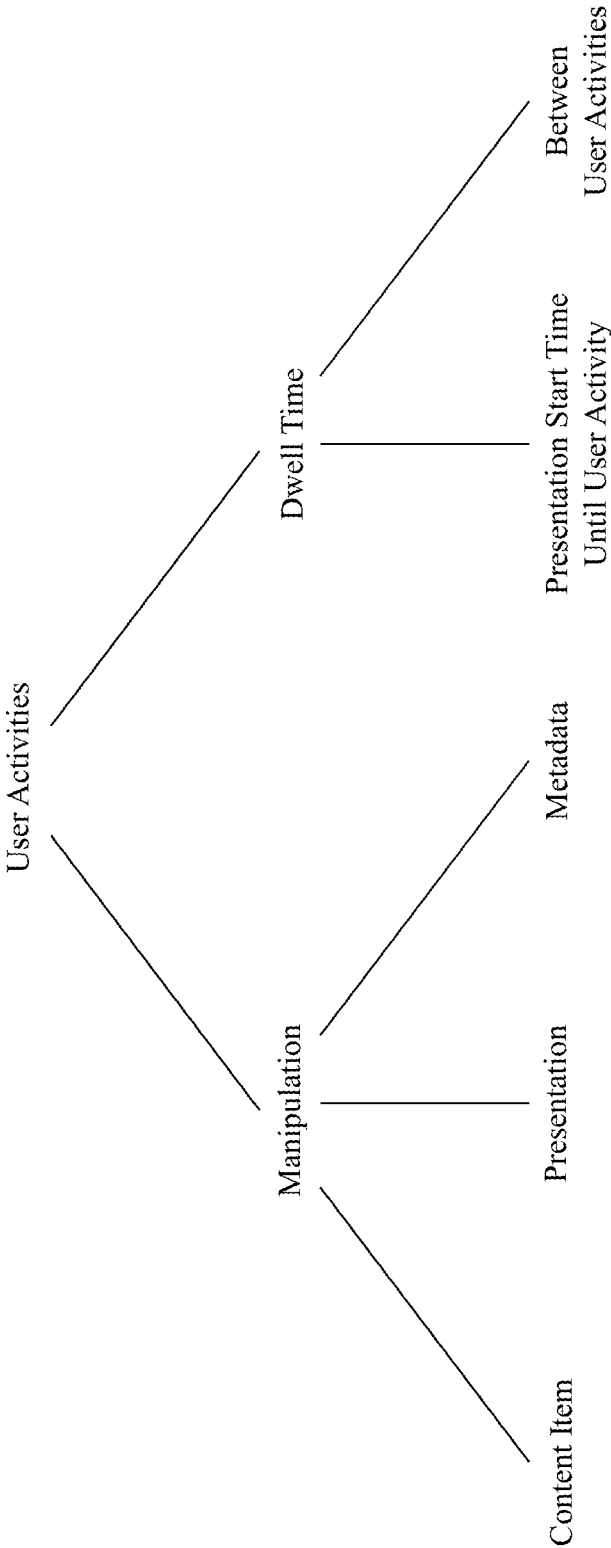 User Activities
Manipulation
Dwell Time
Content Item
Presentation
Metadata
Presentation Start Time
Until User Activity
Between
User Activities